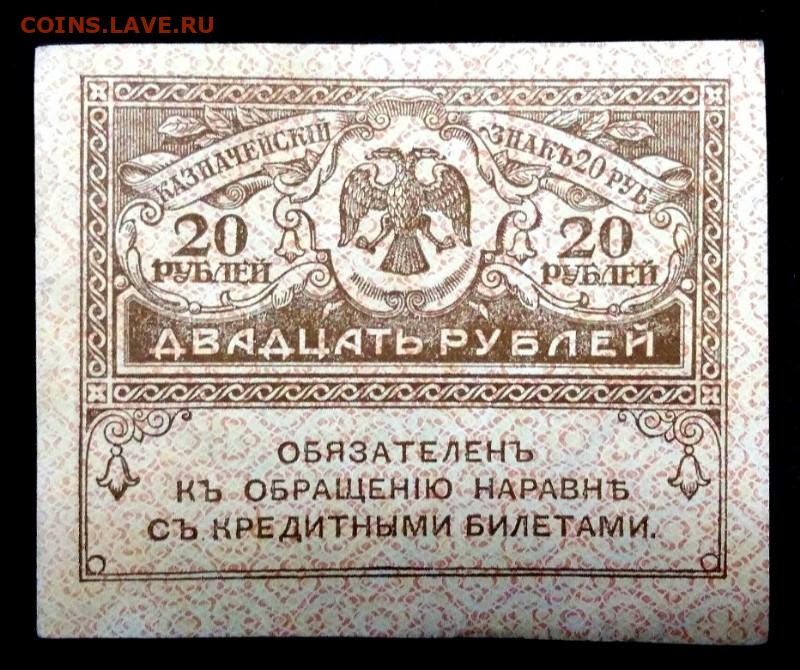 COINS.LAVE.RU
КАЗНАЧЕЙСКІЙ ЗНАКЪ 20 РУБ
20 20
РУБЛЕЙ РУБЛЕЙ
ДВАДЦАТЬ РУБЛЕЙ
ОБЯЗАТЕЛЕНЪ
КЪ ОБРАЩЕНІЮ НАРАВНѢ
СЪ КРЕДИТНЫМИ БИЛЕТАМИ.